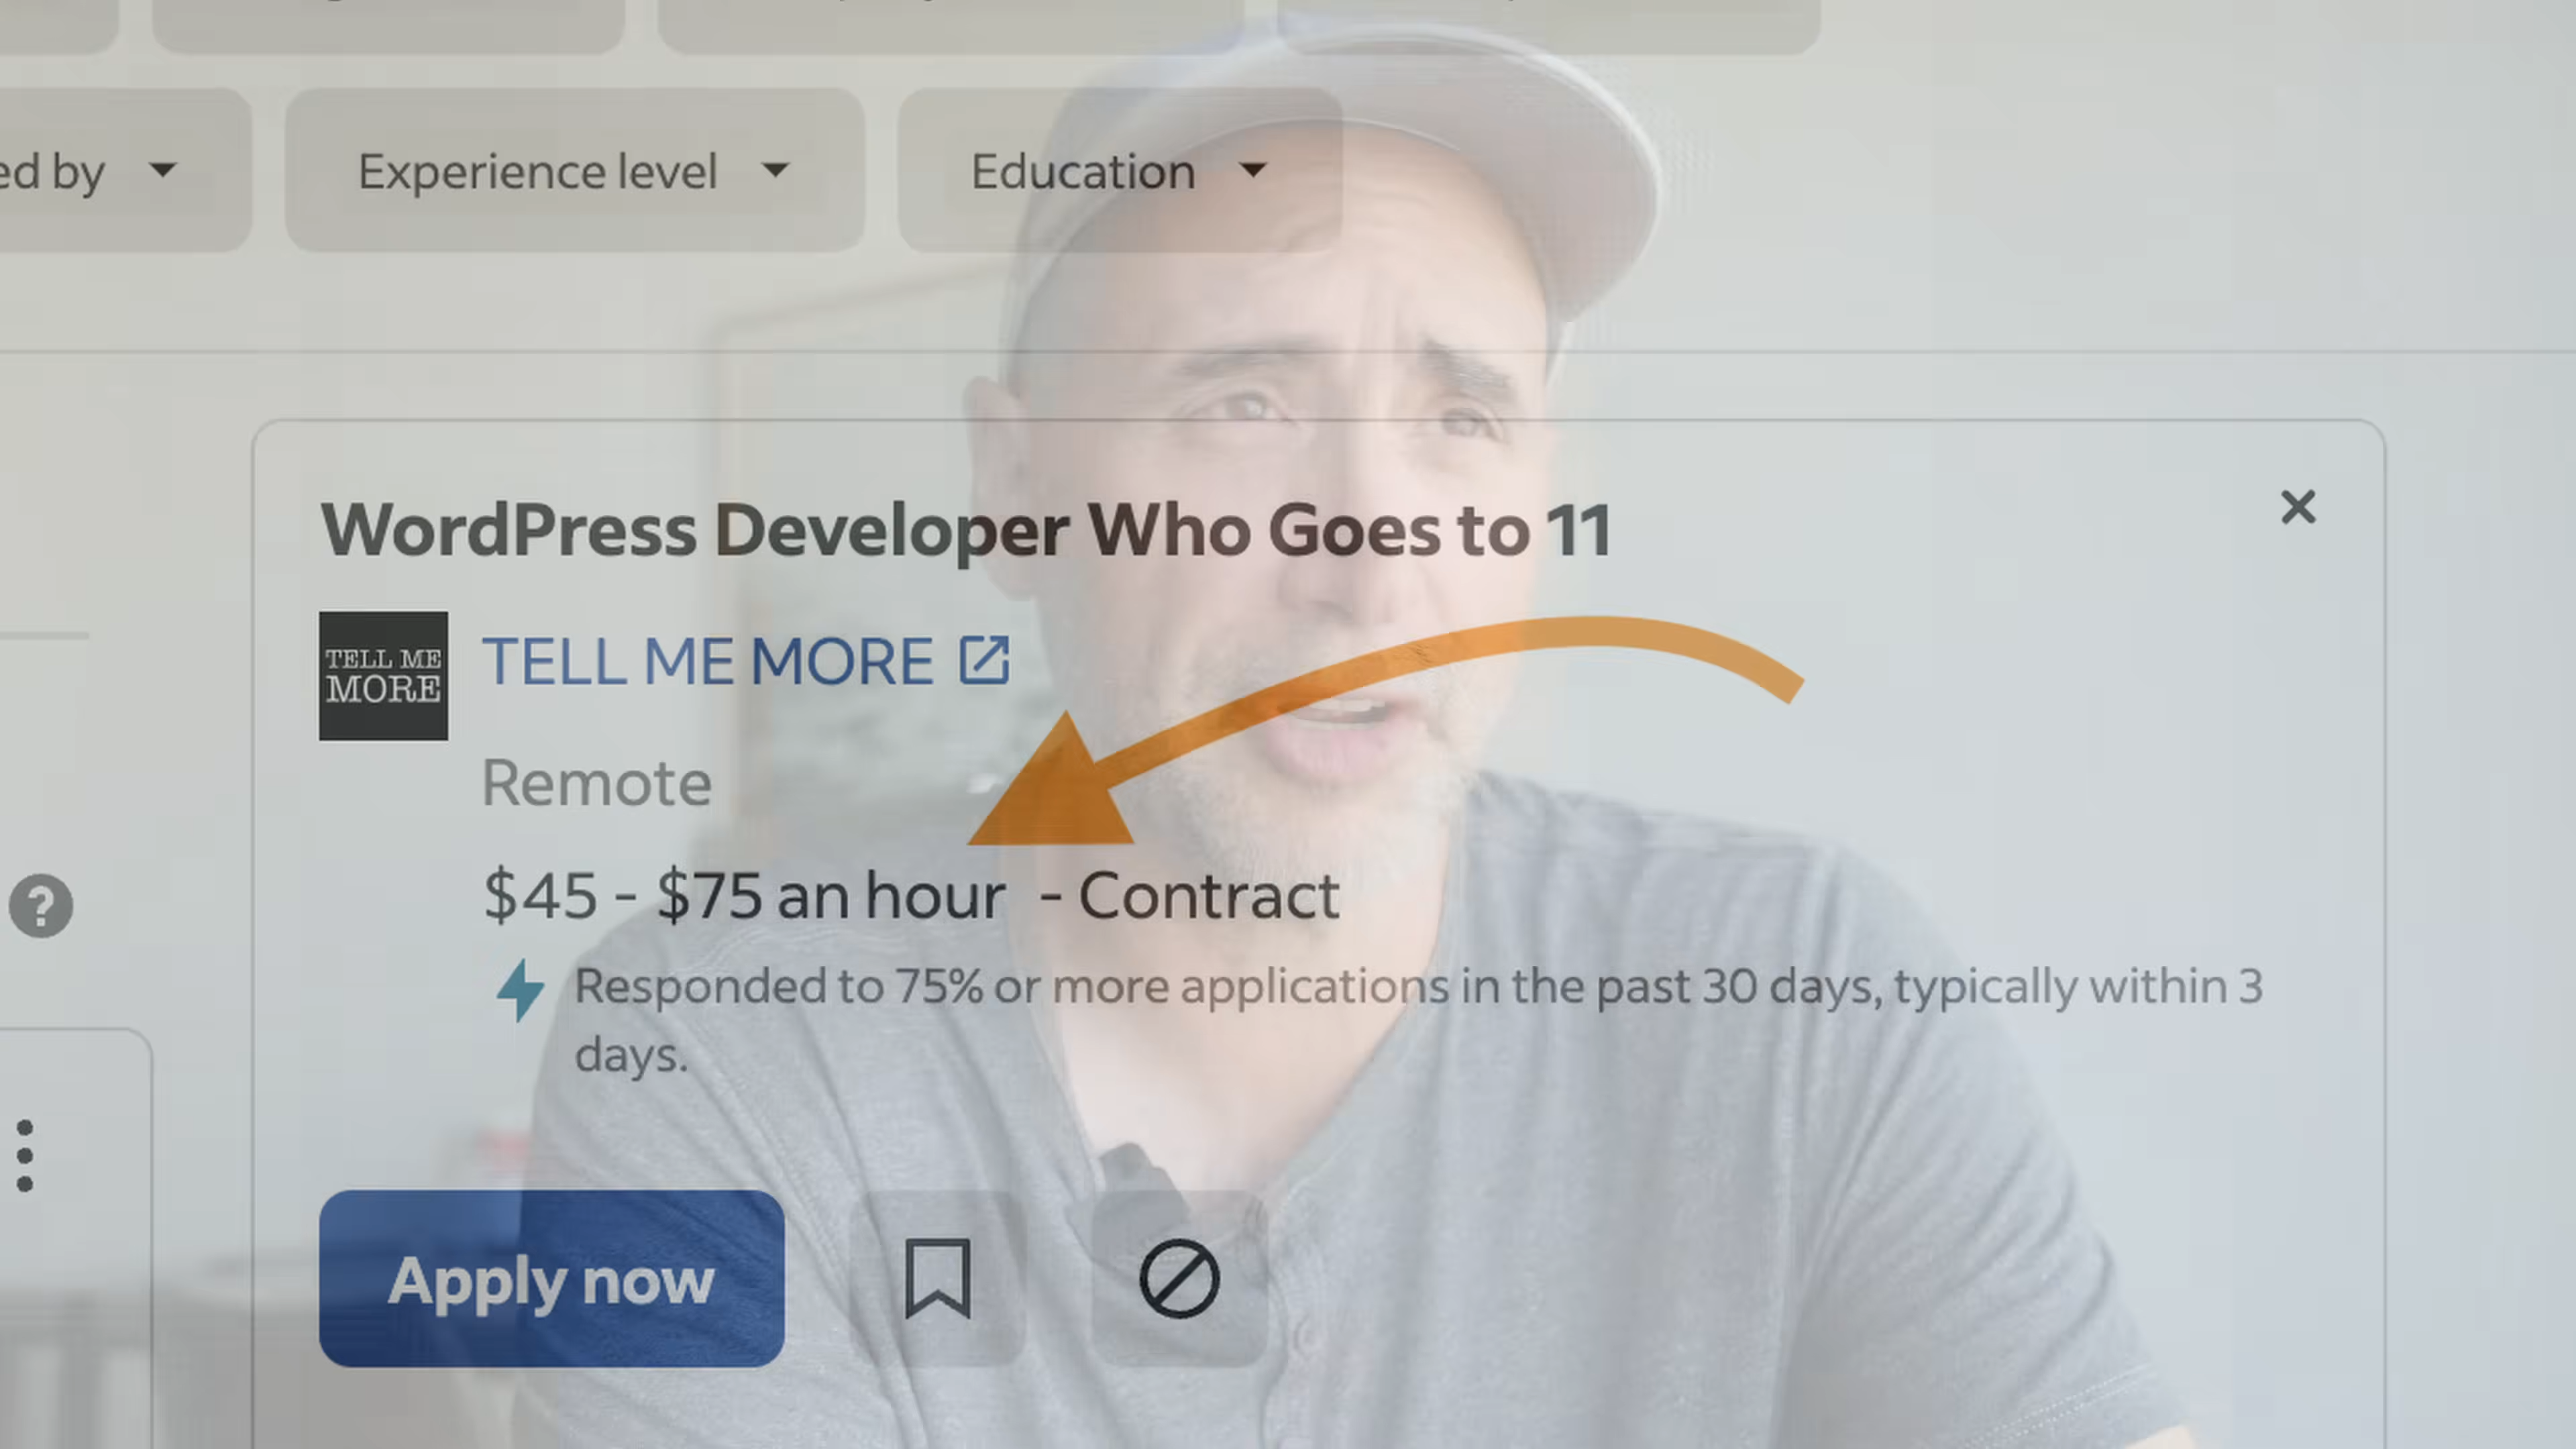 ed by
Experience level
Education
WordPress Developer Who Goes to 11
TELL ME
MORE
TELL ME MORE
Remote
$45 - $75 an hour - Contract
Responded to 75% or more applications in the past 30 days, typically within 3
days.
?
Apply now